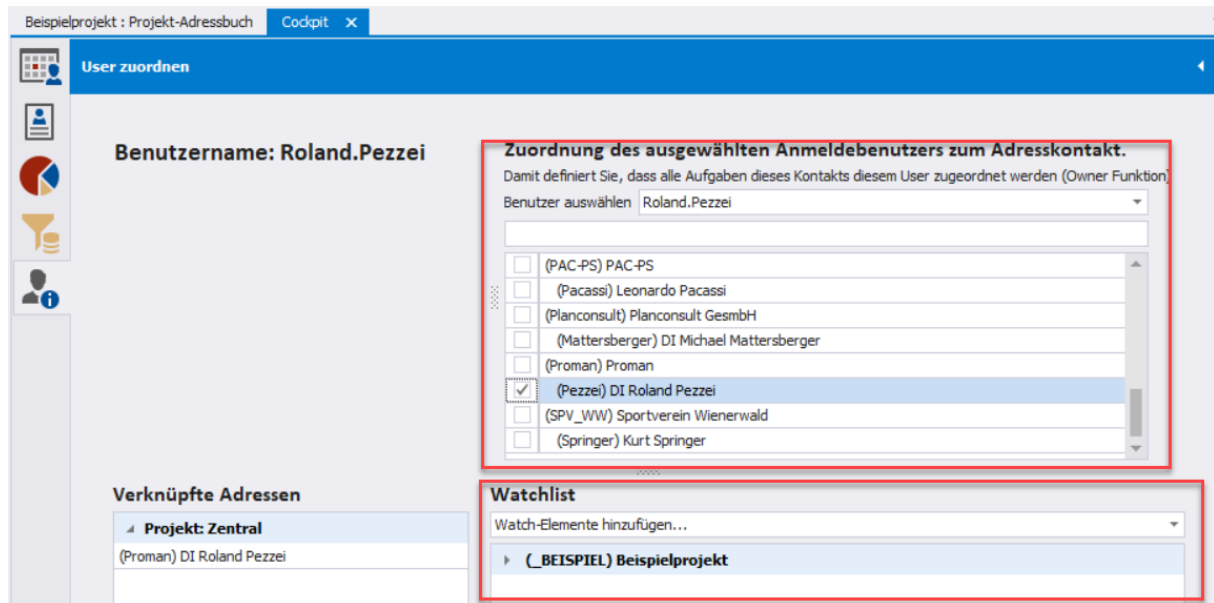 Beispielprojekt : Projekt-Adressbuch
Cockpit
User zuordnen
Benutzername: Roland.Pezzei
Zuordnung des ausgewählten Anmeldebenutzers zum Adresskontakt.
Damit definiert Sie, dass alle Aufgaben dieses Kontakts diesem User zugeordnet werden (Owner Funktion)
Benutzer auswählen Roland.Pezzei
(PAC-PS) PAC-PS
(Pacassi) Leonardo Pacassi
(Planconsult) Planconsult GesmbH
(Mattersberger) DI Michael Mattersberger
(Proman) Proman
(Pezzei) DI Roland Pezzei
(SPV_WW) Sportverein Wienerwald
(Springer) Kurt Springer
Verknüpfte Adressen
Projekt: Zentral
(Proman) DI Roland Pezzei
Watchlist
Watch-Elemente hinzufügen...
(_BEISPIEL) Beispielprojekt